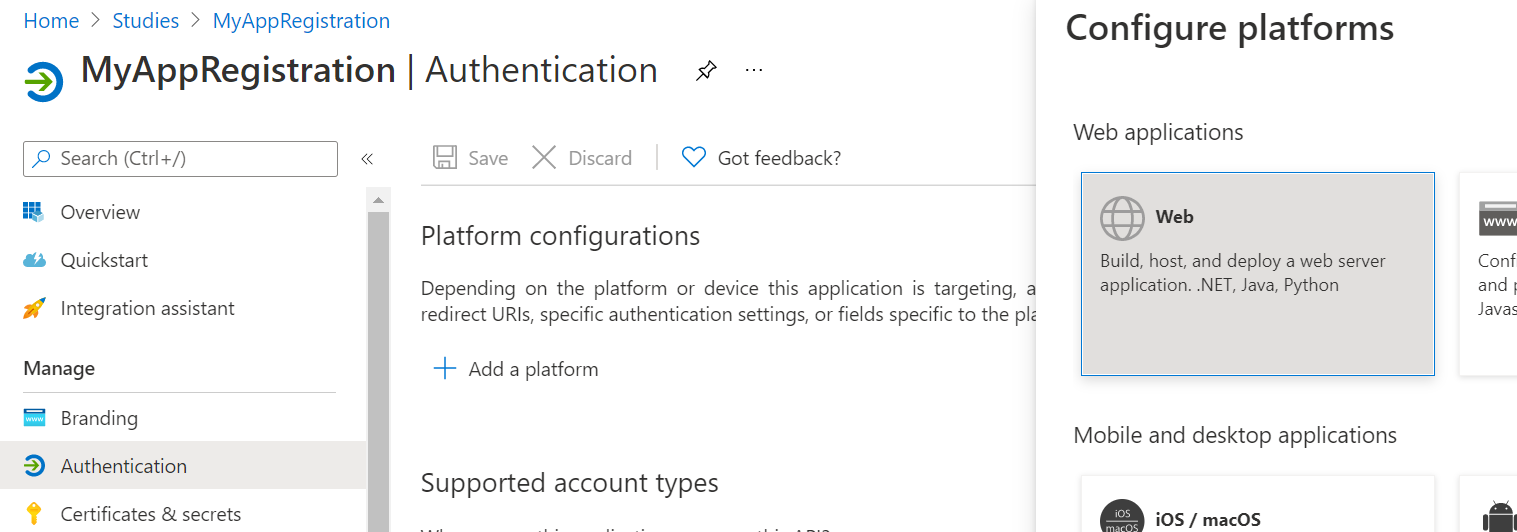 Home > Studies > MyAppRegistration
MyAppRegistration | Authentication
...
Search (Ctrl+/)
«
Overview
Quickstart
Integration assistant
Manage
Branding
Authentication
Certificates & secrets
Save
Discard
Got feedback?
Platform configurations
Depending on the platform or device this application is targeting,
redirect URIs, specific authentication settings, or fields specific to the
Add a platform
Supported account types
Configure platforms
Web applications
Web
Build, host, and deploy a web server
application. .NET, Java, Python
www
and
Mobile and desktop applications
iOS
macOS
iOS / macOS